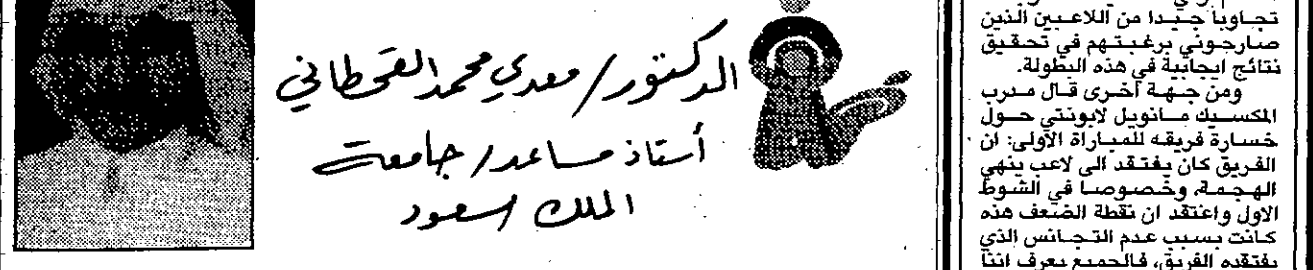 الدكتور/ معدي محمد القحطاني
أستاذ مساعد/ جامعة
الملك سعود
تجاوبا جيدا من اللاعبين الذين
صارحوني برغبتهم في تحقيق
نتائج ايجابية في هذه البطولة.
ومن جهة اخرى قال مدرب
المكسيك مانويل لابونتي حول
خسارة فريقه للمباراة الأولى: ان
الفريق كان يفتقد الى لاعب ينهي
الهجمة، وخصوصا في الشوط
الاول واعتقد ان نقطة الضعف هذه
كانت بسبب عدم التجانس الذي
يفتقده الفريق، فالجميع يعرف اننا